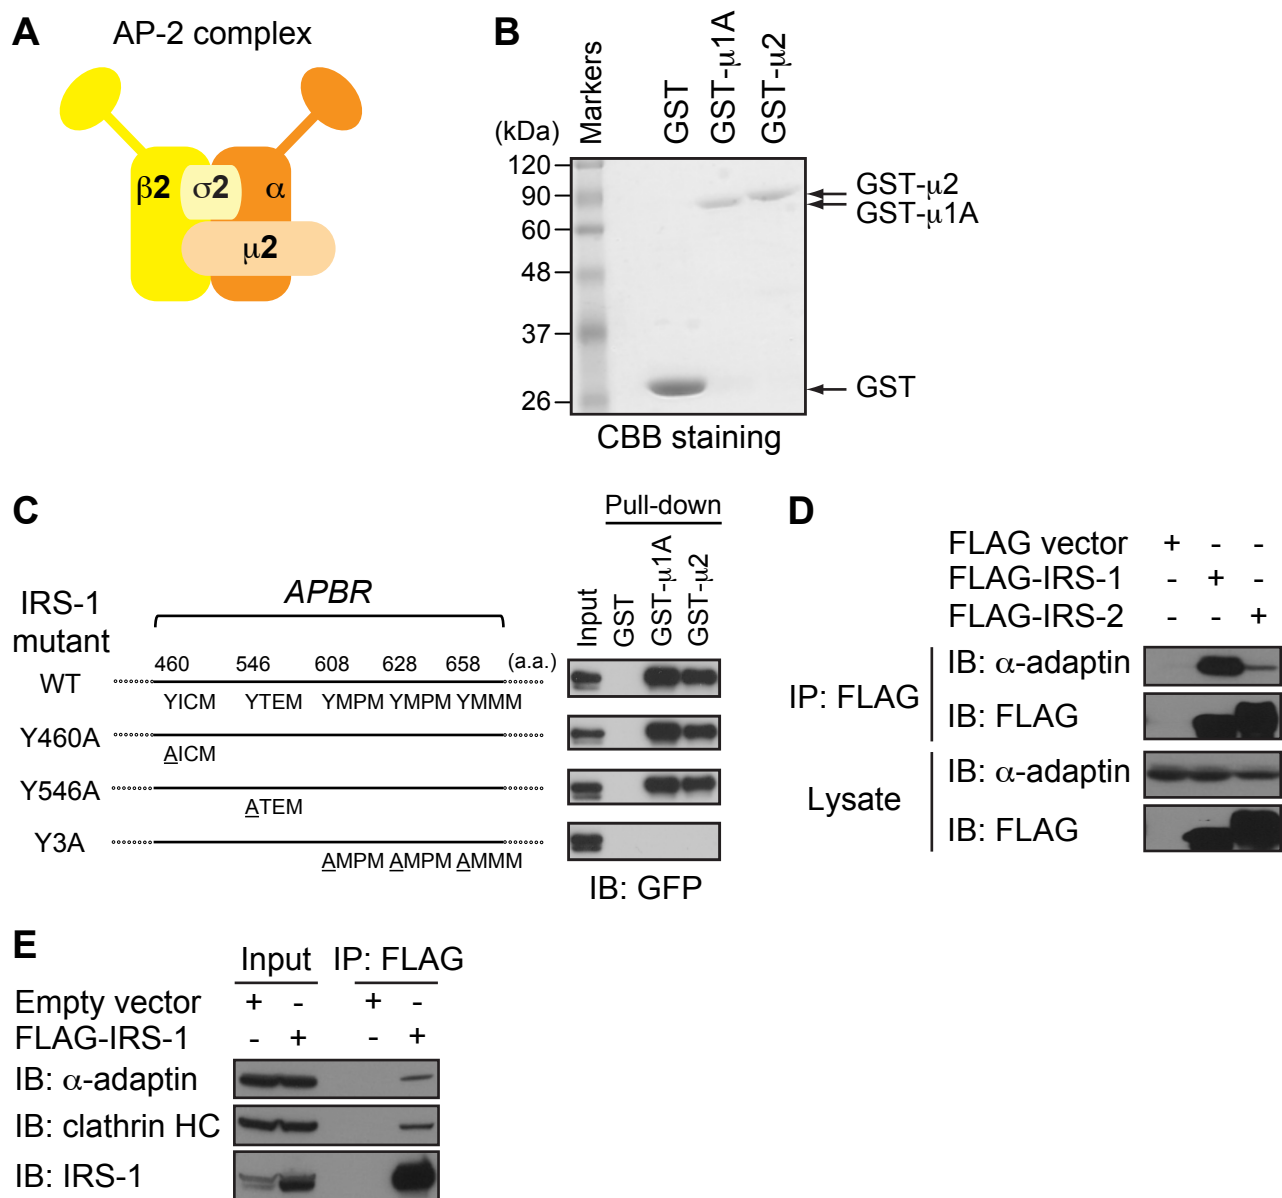 A
AP-2 complex
β2
σ2
α
μ2
B
(kDa)
Markers
GST
GST-μ1A
GST-μ2
120
90
60
48
37
26
GST-μ2
GST-μ1A
GST
CBB staining
C
IRS-1 mutant
APBR
460 546 608 628 658 (a.a.)
WT
YICM YTEM YMPM YMPM YMMM
Y460A
AICM
Y546A
ATEM
Y3A
AMPM AMPM AMMM
Pull-down
Input
GST
GST-μ1A
GST-μ2
IB: GFP
D
FLAG vector + - -
FLAG-IRS-1 - + -
FLAG-IRS-2 - - +
IP: FLAG
IB: α-adaptin
IB: FLAG
Lysate
IB: α-adaptin
IB: FLAG
E
Input IP: FLAG
Empty vector + - + -
FLAG-IRS-1 - + - +
IB: α-adaptin
IB: clathrin HC
IB: IRS-1